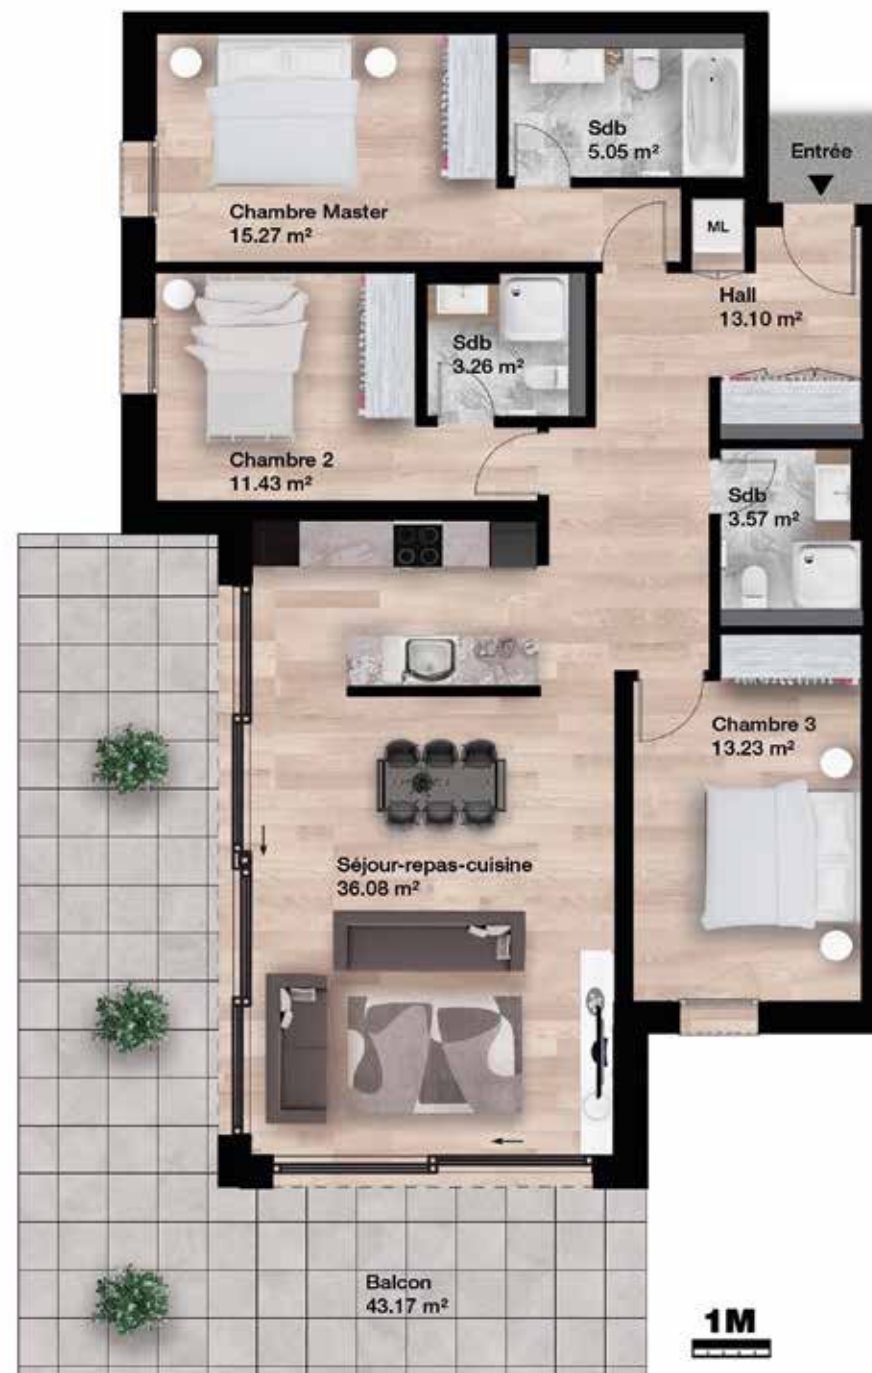 Sdb
5.05 m²
Entrée
Chambre Master
15.27 m²
ML
Hall
13.10 m²
Sdb
3.26 m²
Chambre 2
11.43 m²
Sdb
3.57 m²
Chambre 3
13.23 m²
Séjour-repas-cuisine
36.08 m²
Balcon
43.17 m²
1M